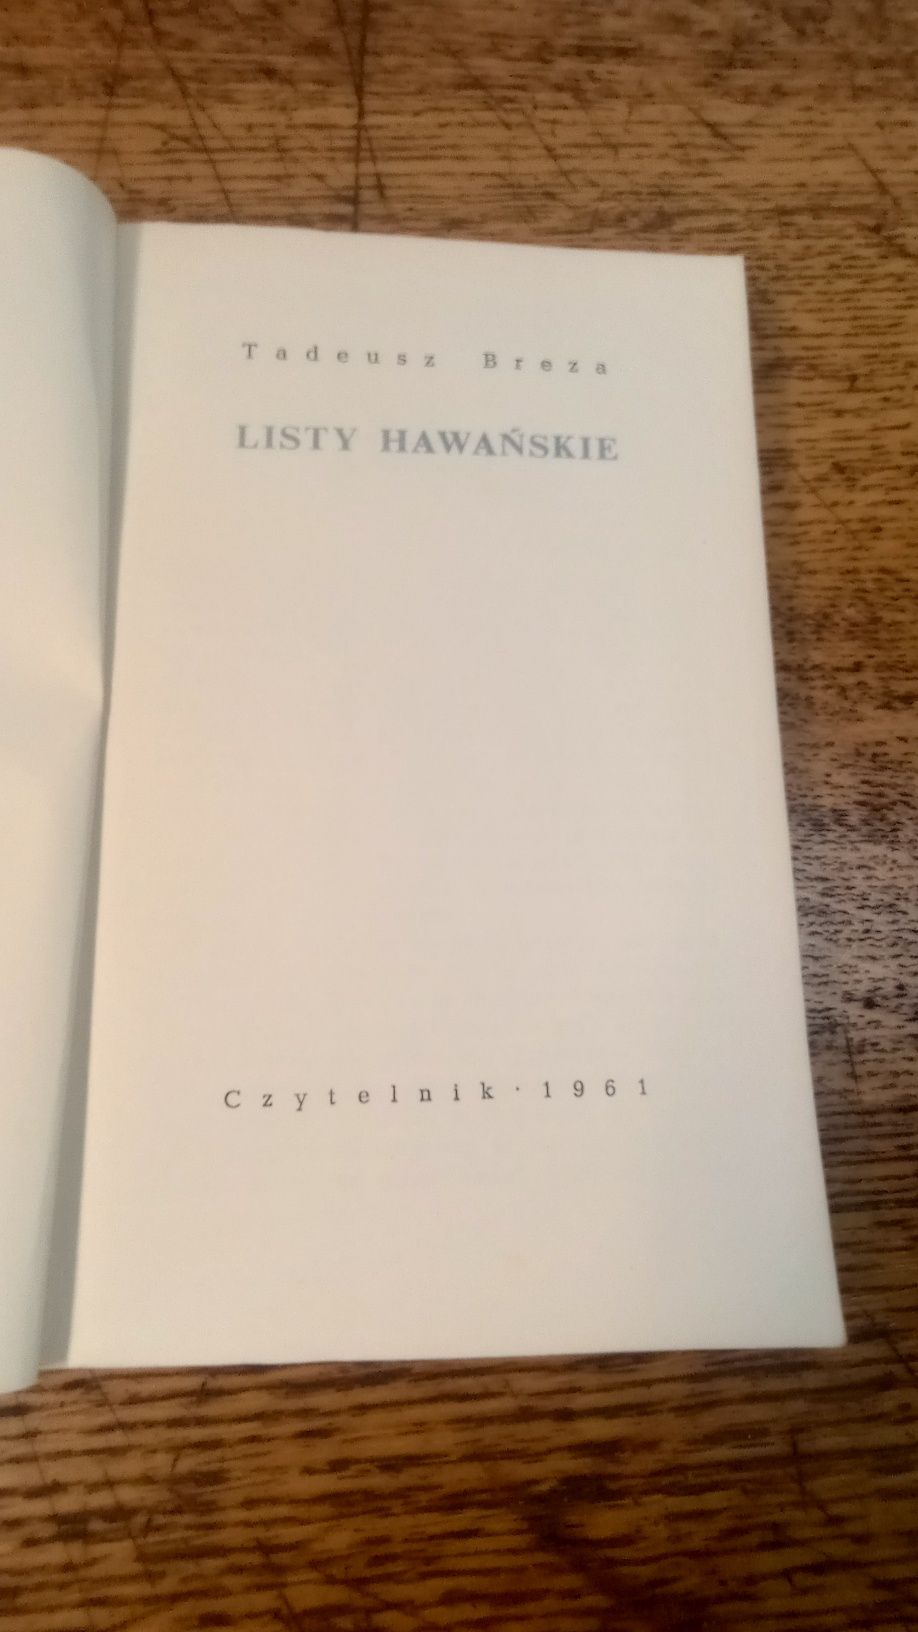 Tadeusz Breza
LISTY HAWAŃSKIE
Czytelnik · 1961